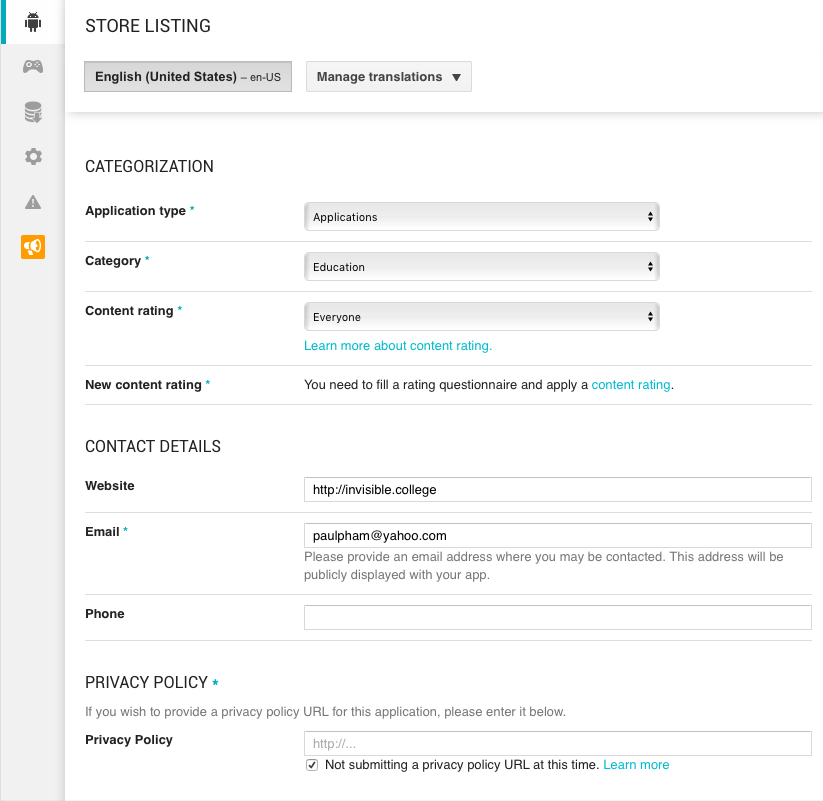 STORE LISTING
English (United States) – en-US
Manage translations ▼
CATEGORIZATION
Application type *
Applications
Category *
Education
Content rating *
Everyone
Learn more about content rating.
New content rating *
You need to fill a rating questionnaire and apply a content rating.
CONTACT DETAILS
Website
http://invisible.college
Email *
paulpham@yahoo.com
Please provide an email address where you may be contacted. This address will be
publicly displayed with your app.
Phone
PRIVACY POLICY *
If you wish to provide a privacy policy URL for this application, please enter it below.
Privacy Policy
http://...
Not submitting a privacy policy URL at this time. Learn more